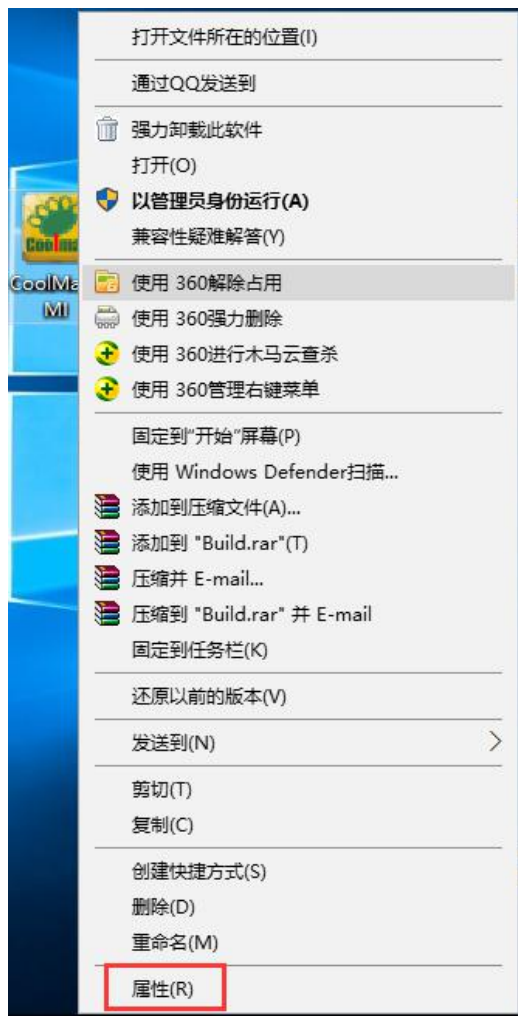 打开文件所在的位置(I)
通过QQ发送到
强力卸载此软件
打开(O)
以管理员身份运行(A)
兼容性疑难解答(Y)
CoolMa
MI
使用 360解除占用
使用 360强力删除
使用 360进行木马云查杀
使用 360管理右键菜单
固定到"开始"屏幕(P)
使用 Windows Defender扫描...
添加到压缩文件(A)...
添加到 "Build.rar"(T)
压缩并 E-mail...
压缩到 "Build.rar" 并 E-mail
固定到任务栏(K)
还原以前的版本(V)
发送到(N)
剪切(T)
复制(C)
创建快捷方式(S)
删除(D)
重命名(M)
属性(R)